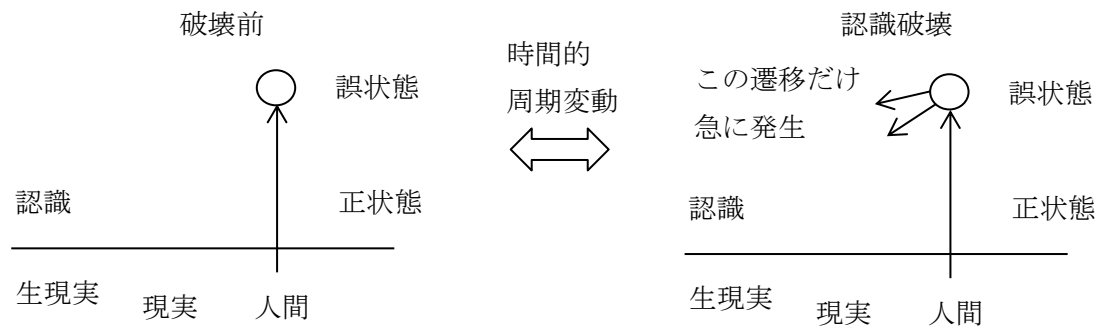 破壊前
誤状態
認識
正状態
生現実
現実
人間
時間的
周期変動
認識破壊
この遷移だけ
急に発生
誤状態
認識
正状態
生現実
現実
人間